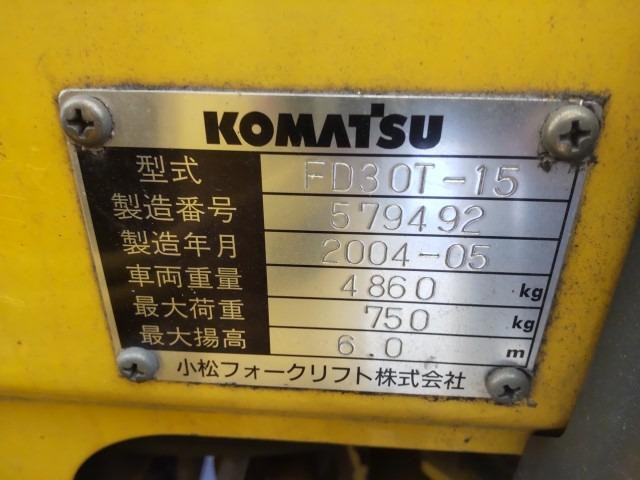 KOMATSU
型式 FD30T-15
製造番号 579492
製造年月 2004-05
車両重量 4860 kg
最大荷重 750 kg
最大揚高 6.0 m
小松フォークリフト株式会社